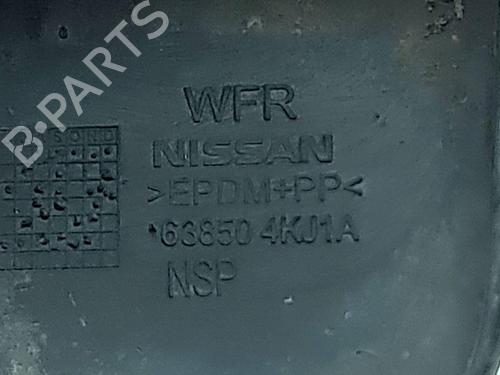 B-PARTS
WFR
NISSAN
>EPDM+PP<
*63850 4KJ1A
NSP